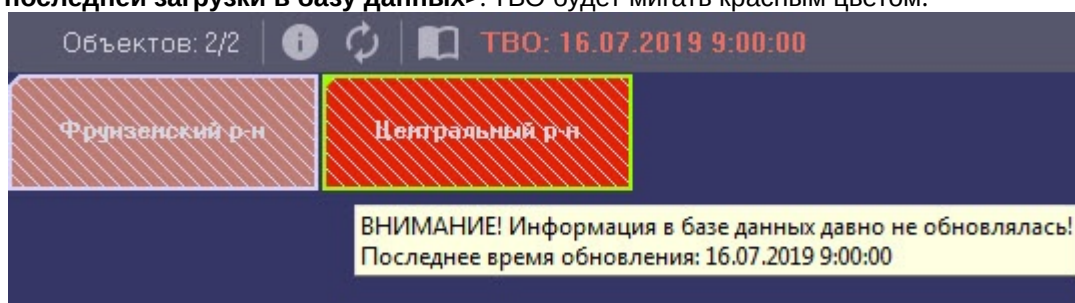 последней загрузки в базу данных>. ТВО будет мигать красным цветом.
Объектов: 2/2 ТВО: 16.07.2019 9:00:00
Фрунзенский р-н Центральный р-н
ВНИМАНИЕ! Информация в базе данных давно не обновлялась!
Последнее время обновления: 16.07.2019 9:00:00